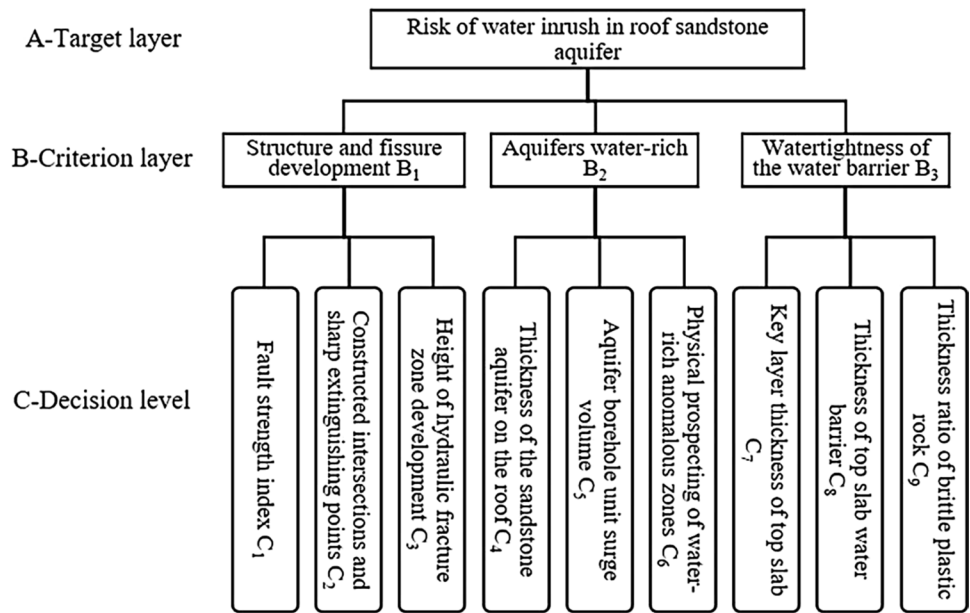 A-Target layer
Risk of water inrush in roof sandstone
aquifer
B-Criterion layer
Structure and fissure
development B₁
Aquifers water-rich
B₂
Watertightness of
the water barrier B₃
C-Decision level
Fault strength index C₁
Constructed intersections and
sharp extinguishing points C₂
Height of hydraulic fracture
zone development C₃
Thickness of the sandstone
aquifer on the roof C₄
Aquifer borehole unit surge
volume C₅
Physical prospecting of water-
rich anomalous zones C₆
Key layer thickness of top slab
C₇
Thickness of top slab water
barrier C₈
Thickness ratio of brittle plastic
rock C₉